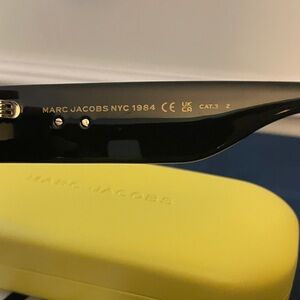 MARC JACOBS NYC 1984 CE UK CA CAT.3 Z
MARC JACOBS